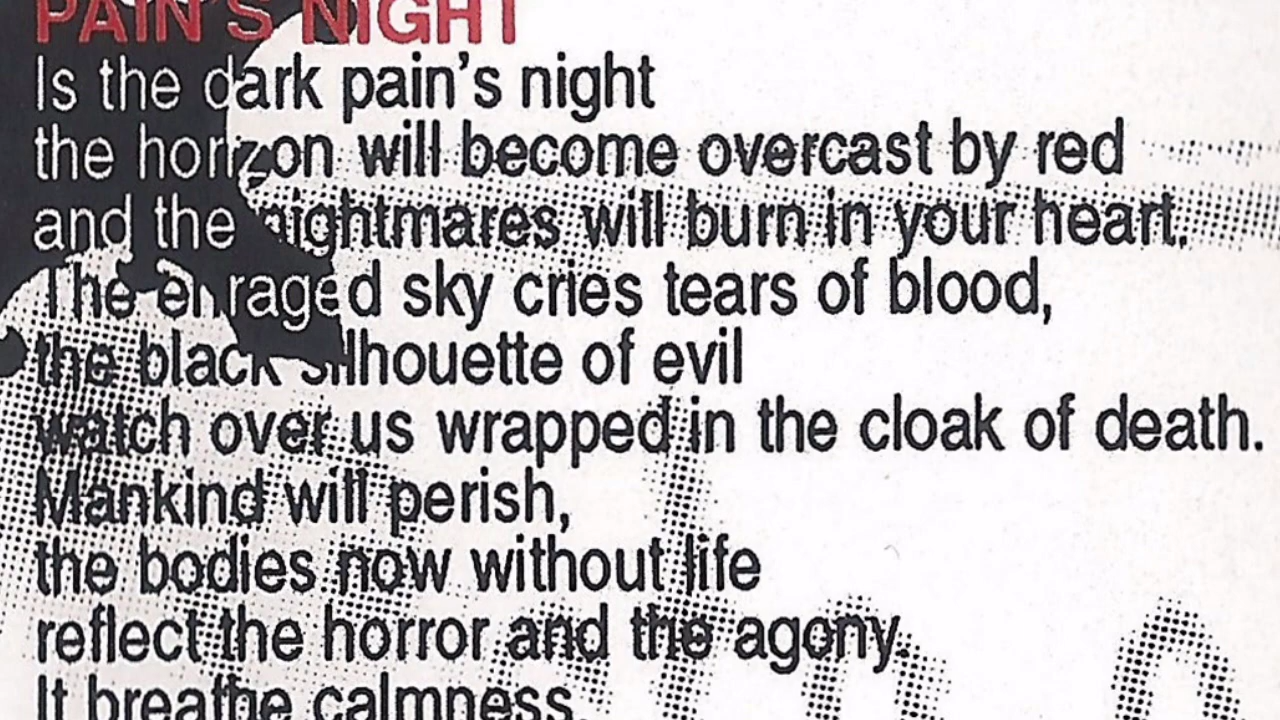 PAIN'S NIGHT
Is the dark pain's night
the horizon will become overcast by red
and the nightmares will burn in your heart.
The enraged sky cries tears of blood,
the black silhouette of evil
watch over us wrapped in the cloak of death.
Mankind will perish,
the bodies now without life
reflect the horror and the agony.
It breathe calmness